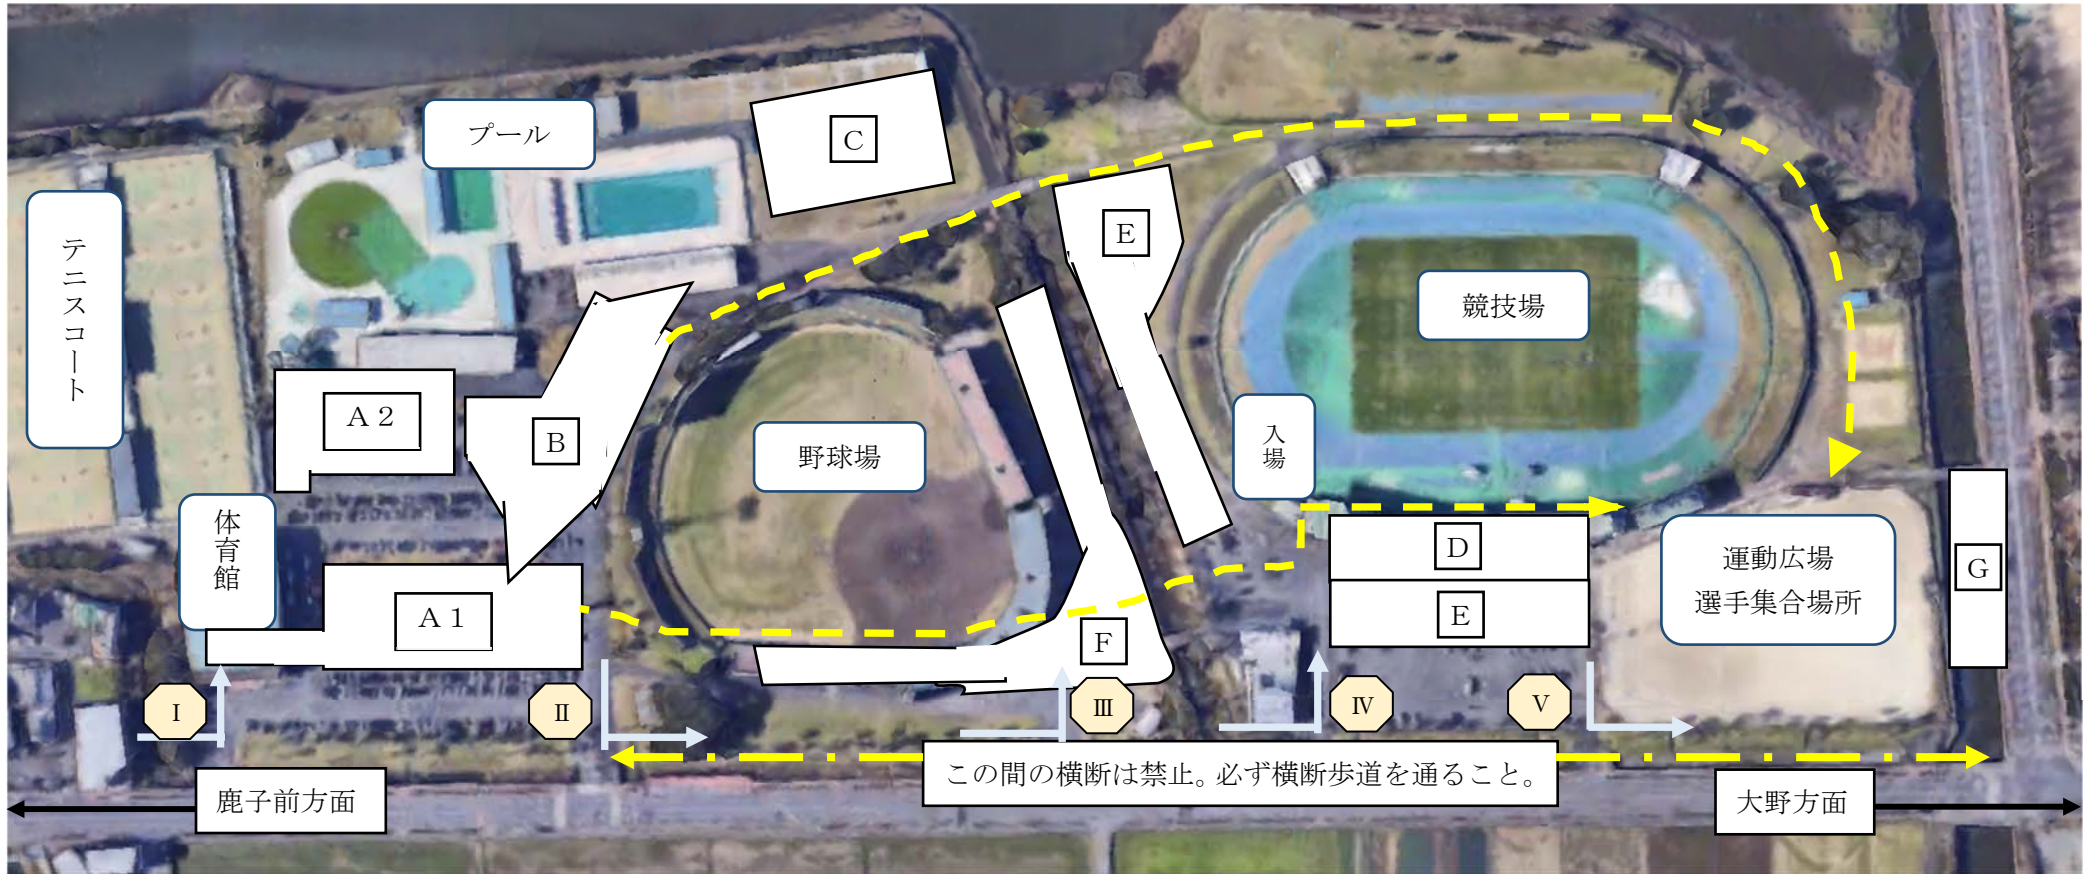 プール
C
テニスコート
E
競技場
A 2
B
野球場
入場
体育館
D
運動広場
選手集合場所
G
A 1
E
F
I
II
III
IV
V
この間の横断は禁止。必ず横断歩道を通ること。
鹿子前方面
大野方面